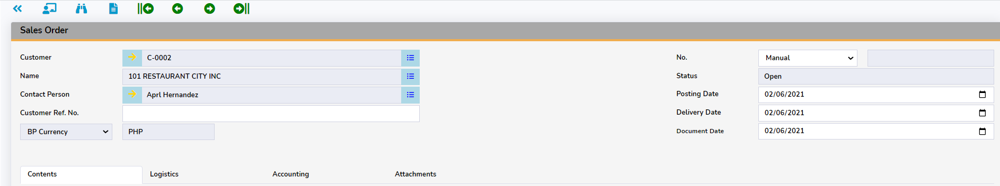 Sales Order
Customer C-0002 No. Manual
Name 101 RESTAURANT CITY INC Status Open
Contact Person Aprl Hernandez Posting Date 02/06/2021
Customer Ref. No. Delivery Date 02/06/2021
BP Currency PHP Document Date 02/06/2021
Contents Logistics Accounting Attachments